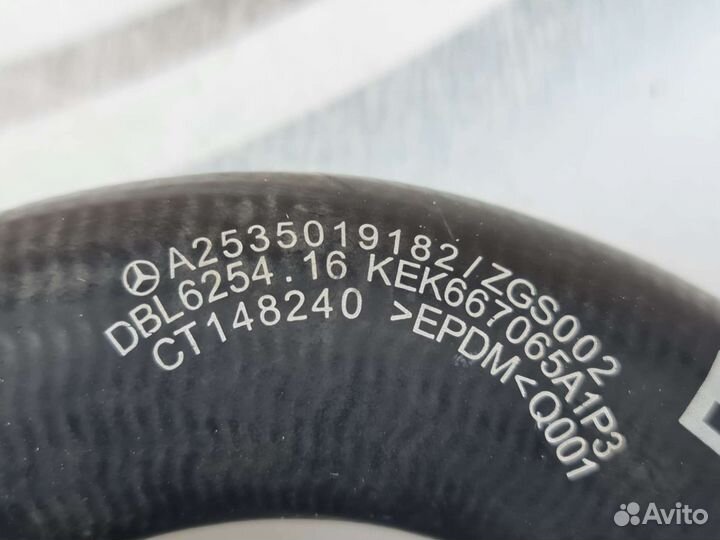 A2535019182/ZGS002
DBL6254.16 KEK667065A1P3
CT148240 >EPDM<Q001
Avito